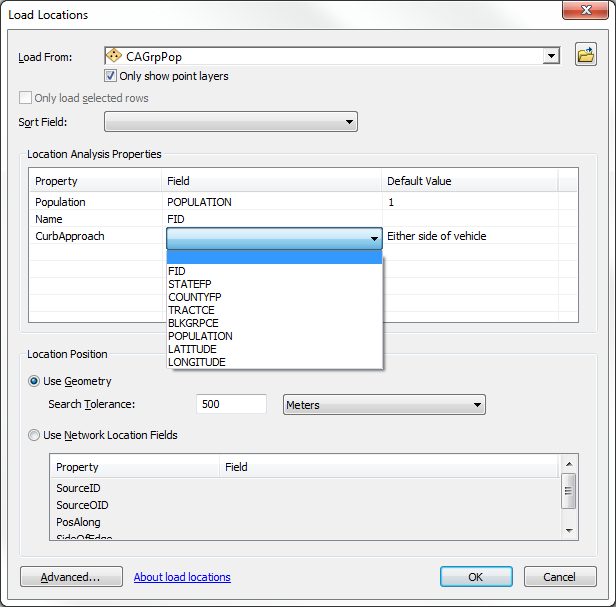 Load Locations
Load From: CAGrpPop
Only show point layers
Only load selected rows
Sort Field:
Location Analysis Properties
Property Field Default Value
Population POPULATION 1
Name FID
CurbApproach Either side of vehicle
FID
STATEFP
COUNTYFP
TRACTCE
BLKGRPCE
POPULATION
LATITUDE
LONGITUDE
Location Position
Use Geometry
Search Tolerance: 500 Meters
Use Network Location Fields
Property Field
SourceID
SourceOID
PosAlong
SideOfEdge
Advanced... About load locations OK Cancel